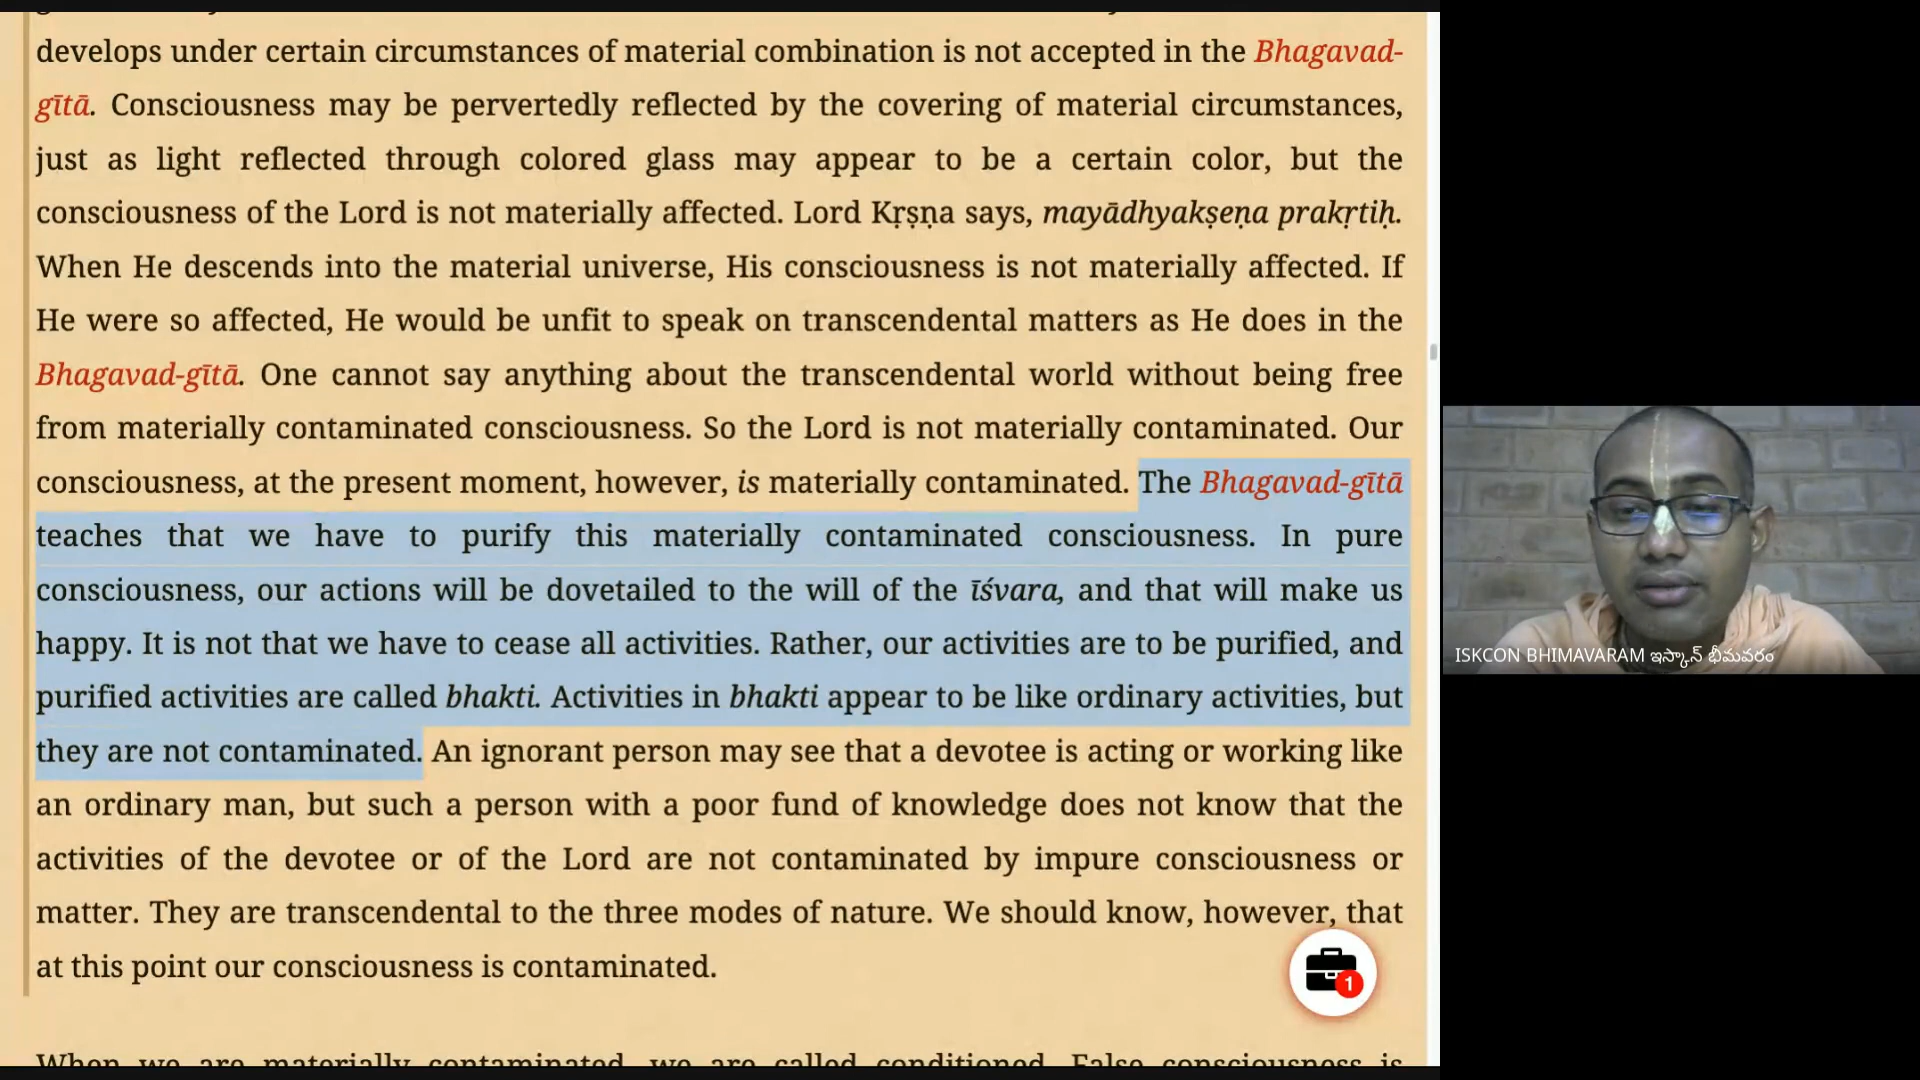 develops under certain circumstances of material combination is not accepted in the Bhagavad-
gītā. Consciousness may be pervertedly reflected by the covering of material circumstances,
just as light reflected through colored glass may appear to be a certain color, but the
consciousness of the Lord is not materially affected. Lord Kṛṣṇa says, mayādhyakṣeṇa prakṛtiḥ.
When He descends into the material universe, His consciousness is not materially affected. If
He were so affected, He would be unfit to speak on transcendental matters as He does in the
Bhagavad-gītā. One cannot say anything about the transcendental world without being free
from materially contaminated consciousness. So the Lord is not materially contaminated. Our
consciousness, at the present moment, however, is materially contaminated. The Bhagavad-gītā
teaches that we have to purify this materially contaminated consciousness. In pure
consciousness, our actions will be dovetailed to the will of the īśvara, and that will make us
happy. It is not that we have to cease all activities. Rather, our activities are to be purified, and
purified activities are called bhakti. Activities in bhakti appear to be like ordinary activities, but
they are not contaminated. An ignorant person may see that a devotee is acting or working like
an ordinary man, but such a person with a poor fund of knowledge does not know that the
activities of the devotee or of the Lord are not contaminated by impure consciousness or
matter. They are transcendental to the three modes of nature. We should know, however, that
at this point our consciousness is contaminated.
1
When we are materially contaminated, we are called conditioned. False consciousness is
ISKCON BHIMAVARAM ఇస్కాన్ భీమవరం